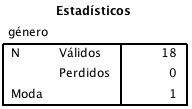 Estadísticos
género
N Válidos 18
Perdidos 0
Moda 1